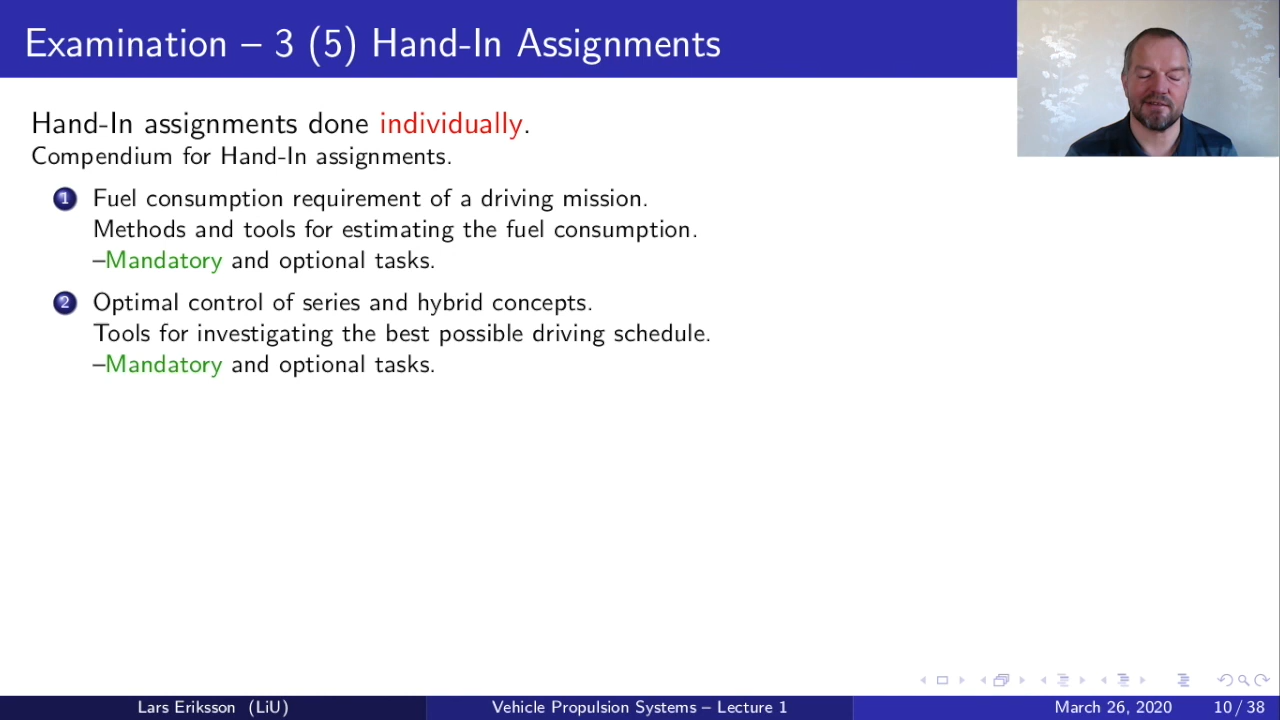 Examination – 3 (5) Hand-In Assignments
Hand-In assignments done individually.
Compendium for Hand-In assignments.
1 Fuel consumption requirement of a driving mission.
Methods and tools for estimating the fuel consumption.
–Mandatory and optional tasks.
2 Optimal control of series and hybrid concepts.
Tools for investigating the best possible driving schedule.
–Mandatory and optional tasks.
Lars Eriksson (LiU) Vehicle Propulsion Systems – Lecture 1 March 26, 2020 10 / 38